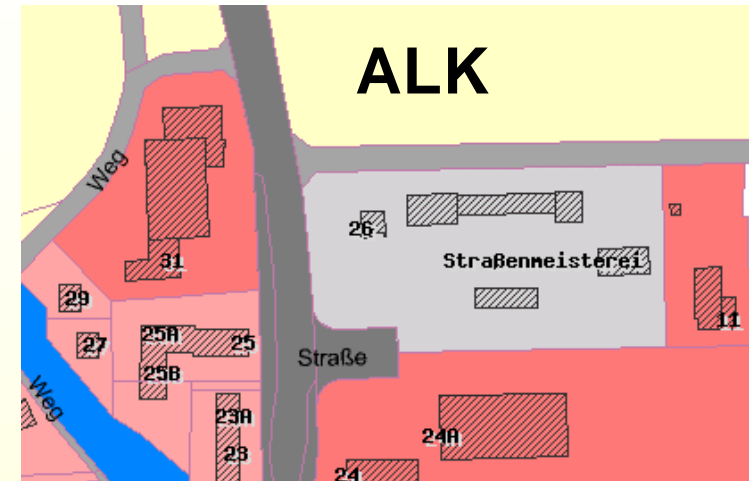 ALK
Weg
26
Straßenmeisterei
31
29
11
25A
25
27
Straße
25B
Weg
23A
24A
23
24